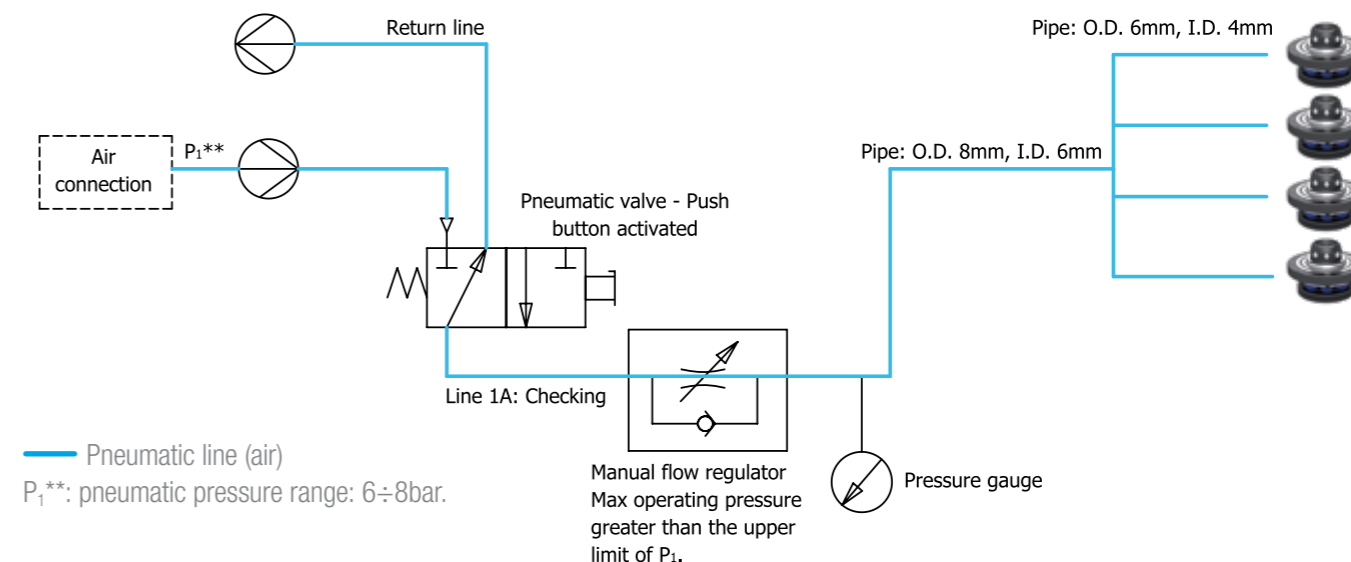 Return line
Pipe: O.D. 6mm, I.D. 4mm
Air
connection
P₁**
Pipe: O.D. 8mm, I.D. 6mm
Pneumatic valve - Push
button activated
Line 1A: Checking
Pneumatic line (air)
P₁**: pneumatic pressure range: 6÷8bar.
Manual flow regulator
Max operating pressure
greater than the upper
limit of P₁.
Pressure gauge